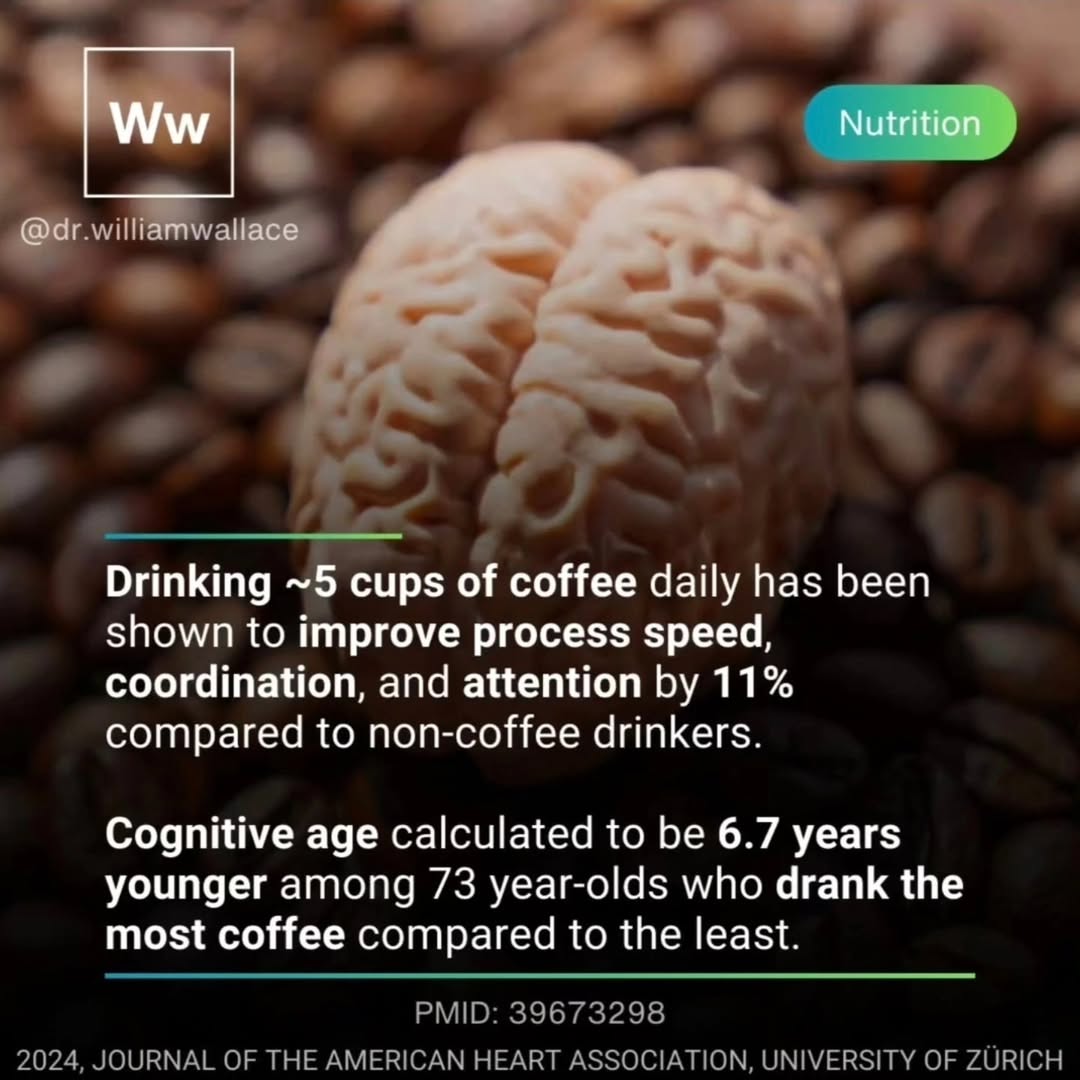 Ww
@dr.williamwallace
Nutrition
Drinking ~5 cups of coffee daily has been
shown to improve process speed,
coordination, and attention by 11%
compared to non-coffee drinkers.
Cognitive age calculated to be 6.7 years
younger among 73 year-olds who drank the
most coffee compared to the least.
PMID: 39673298
2024, JOURNAL OF THE AMERICAN HEART ASSOCIATION, UNIVERSITY OF ZÜRICH